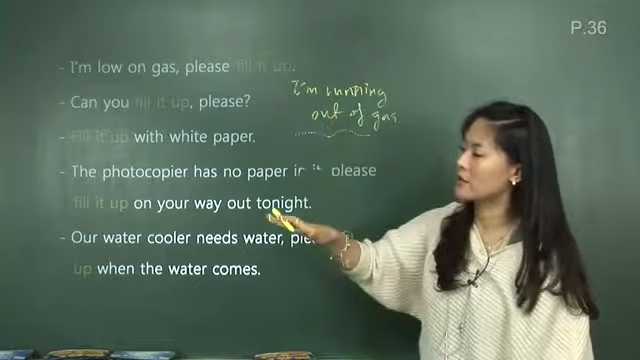 P.36
- I'm low on gas, please fill it up.
I'm running
out of gas.
- Can you fill it up, please?
- Fill it up with white paper.
- The photocopier has no paper in it please
fill it up on your way out tonight.
- Our water cooler needs water,
up when the water comes.